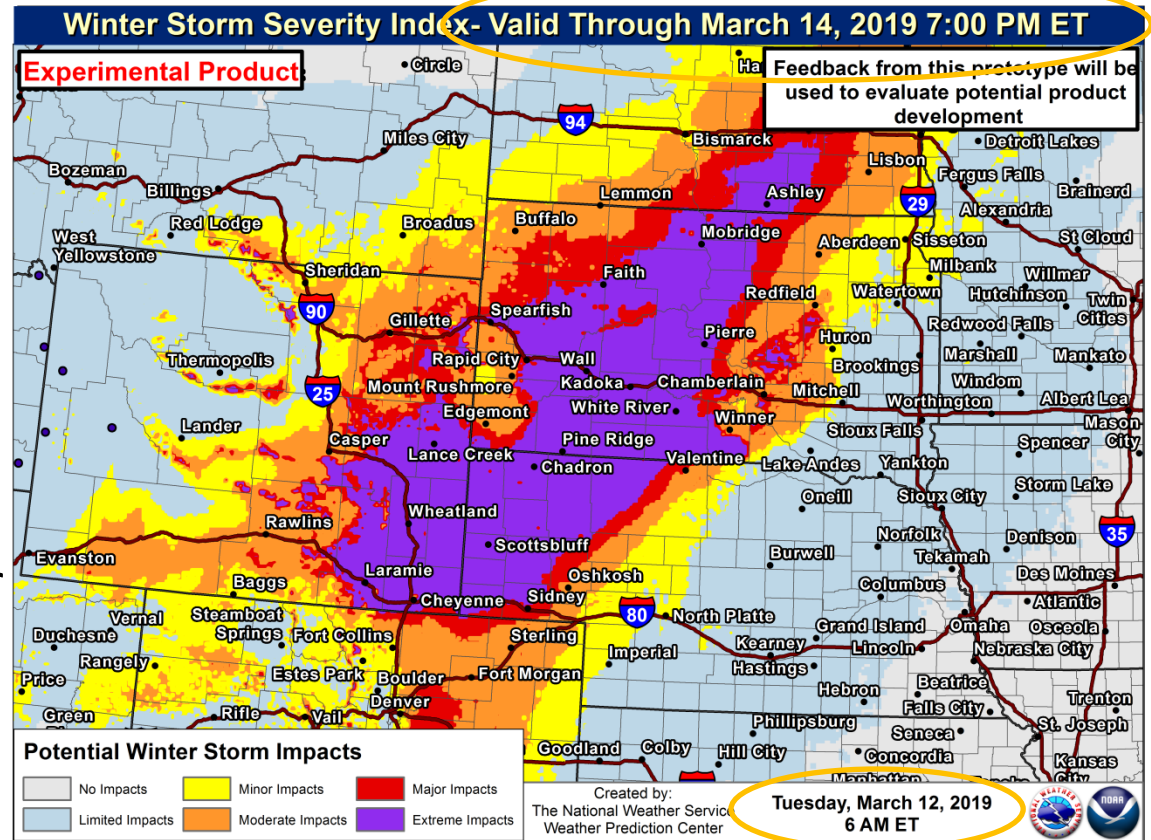 Winter Storm Severity Index- Valid Through March 14, 2019 7:00 PM ET
Experimental Product
Feedback from this prototype will be
used to evaluate potential product
development
Circle
Ha
94
Miles City
Bismarck
Detroit Lakes
Lisbon
Fergus Falls
Bozeman
Billings
Lemmon
Ashley
29
Brainerd
Red Lodge
Broadus
Buffalo
Alexandria
West
Yellowstone
Mobridge
Aberdeen
Sisseton
St Cloud
Sheridan
Faith
Milbank
Willmar
90
Redfield
Watertown
Hutchinson
Twin
Cities
Gillette
Spearfish
Pierre
Huron
Redwood Falls
Thermopolis
Rapid City
Wall
Brookings
Marshall
Mankato
25
Mount Rushmore
Kadoka
Chamberlain
Mitchell
Windom
Edgemont
White River
Worthington
Albert Lea
Lander
Winner
Mason
City
Casper
Pine Ridge
Sioux Falls
Spencer
Lance Creek
Chadron
Valentine
Lake Andes
Yankton
Oneill
Sioux City
Storm Lake
Wheatland
Rawlins
Norfolk
Denison
35
Evanston
Scottsbluff
Burwell
Tekamah
Laramie
Oshkosh
Columbus
Des Moines
Baggs
Cheyenne
Sidney
80
North Platte
Atlantic
Vernal
Steamboat
Springs
Fort Collins
Sterling
Grand Island
Omaha
Osceola
Duchesne
Kearney
Lincoln
Nebraska City
Rangely
Estes Park
Boulder
Fort Morgan
Imperial
Hastings
Price
Denver
Hebron
Beatrice
Trenton
Green
Rifle
Vail
Phillipsburg
Falls City
Seneca
St. Joseph
Goodland
Colby
Hill City
Concordia
Kansas
City
Manhattan
Potential Winter Storm Impacts
No Impacts
Minor Impacts
Major Impacts
Limited Impacts
Moderate Impacts
Extreme Impacts
Created by:
The National Weather Service
Weather Prediction Center
Tuesday, March 12, 2019
6 AM ET
NOAA